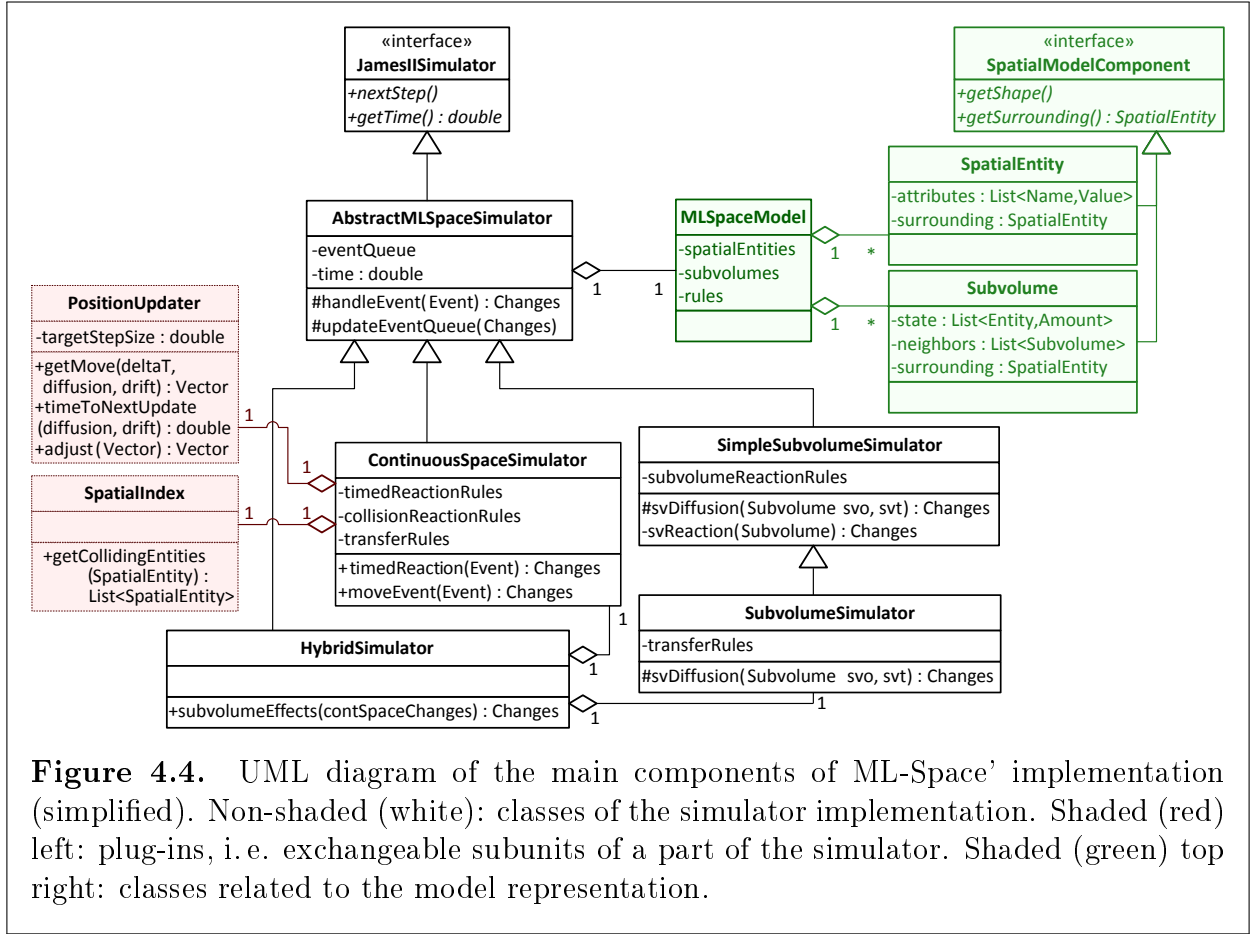 «interface»
JamesIISimulator
+nextStep()
+getTime() : double
«interface»
SpatialModelComponent
+getShape()
+getSurrounding() : SpatialEntity
SpatialEntity
-attributes : List<Name,Value>
-surrounding : SpatialEntity
AbstractMLSpaceSimulator
-eventQueue
-time : double
#handleEvent(Event) : Changes
#updateEventQueue(Changes)
1
1
MLSpaceModel
-spatialEntities
-subvolumes
-rules
1
*
1
*
Subvolume
-state : List<Entity,Amount>
-neighbors : List<Subvolume>
-surrounding : SpatialEntity
PositionUpdater
-targetStepSize : double
+getMove(deltaT,
diffusion, drift) : Vector
+timeToNextUpdate
(diffusion, drift) : double
+adjust(Vector) : Vector
1
1
SpatialIndex
+getCollidingEntities
(SpatialEntity) :
List<SpatialEntity>
1
1
ContinuousSpaceSimulator
-timedReactionRules
-collisionReactionRules
-transferRules
+timedReaction(Event) : Changes
+moveEvent(Event) : Changes
1
SimpleSubvolumeSimulator
-subvolumeReactionRules
#svDiffusion(Subvolume svo, svt) : Changes
-svReaction(Subvolume) : Changes
SubvolumeSimulator
-transferRules
#svDiffusion(Subvolume svo, svt) : Changes
1
HybridSimulator
+subvolumeEffects(contSpaceChanges) : Changes
1
1
Figure 4.4. UML diagram of the main components of ML-Space' implementation
(simplified). Non-shaded (white): classes of the simulator implementation. Shaded (red)
left: plug-ins, i. e. exchangeable subunits of a part of the simulator. Shaded (green) top
right: classes related to the model representation.